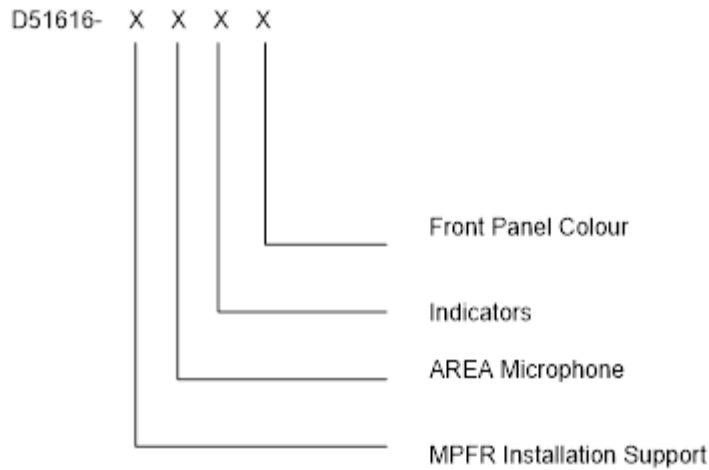 D51616- X X X X
Front Panel Colour
Indicators
AREA Microphone
MPFR Installation Support